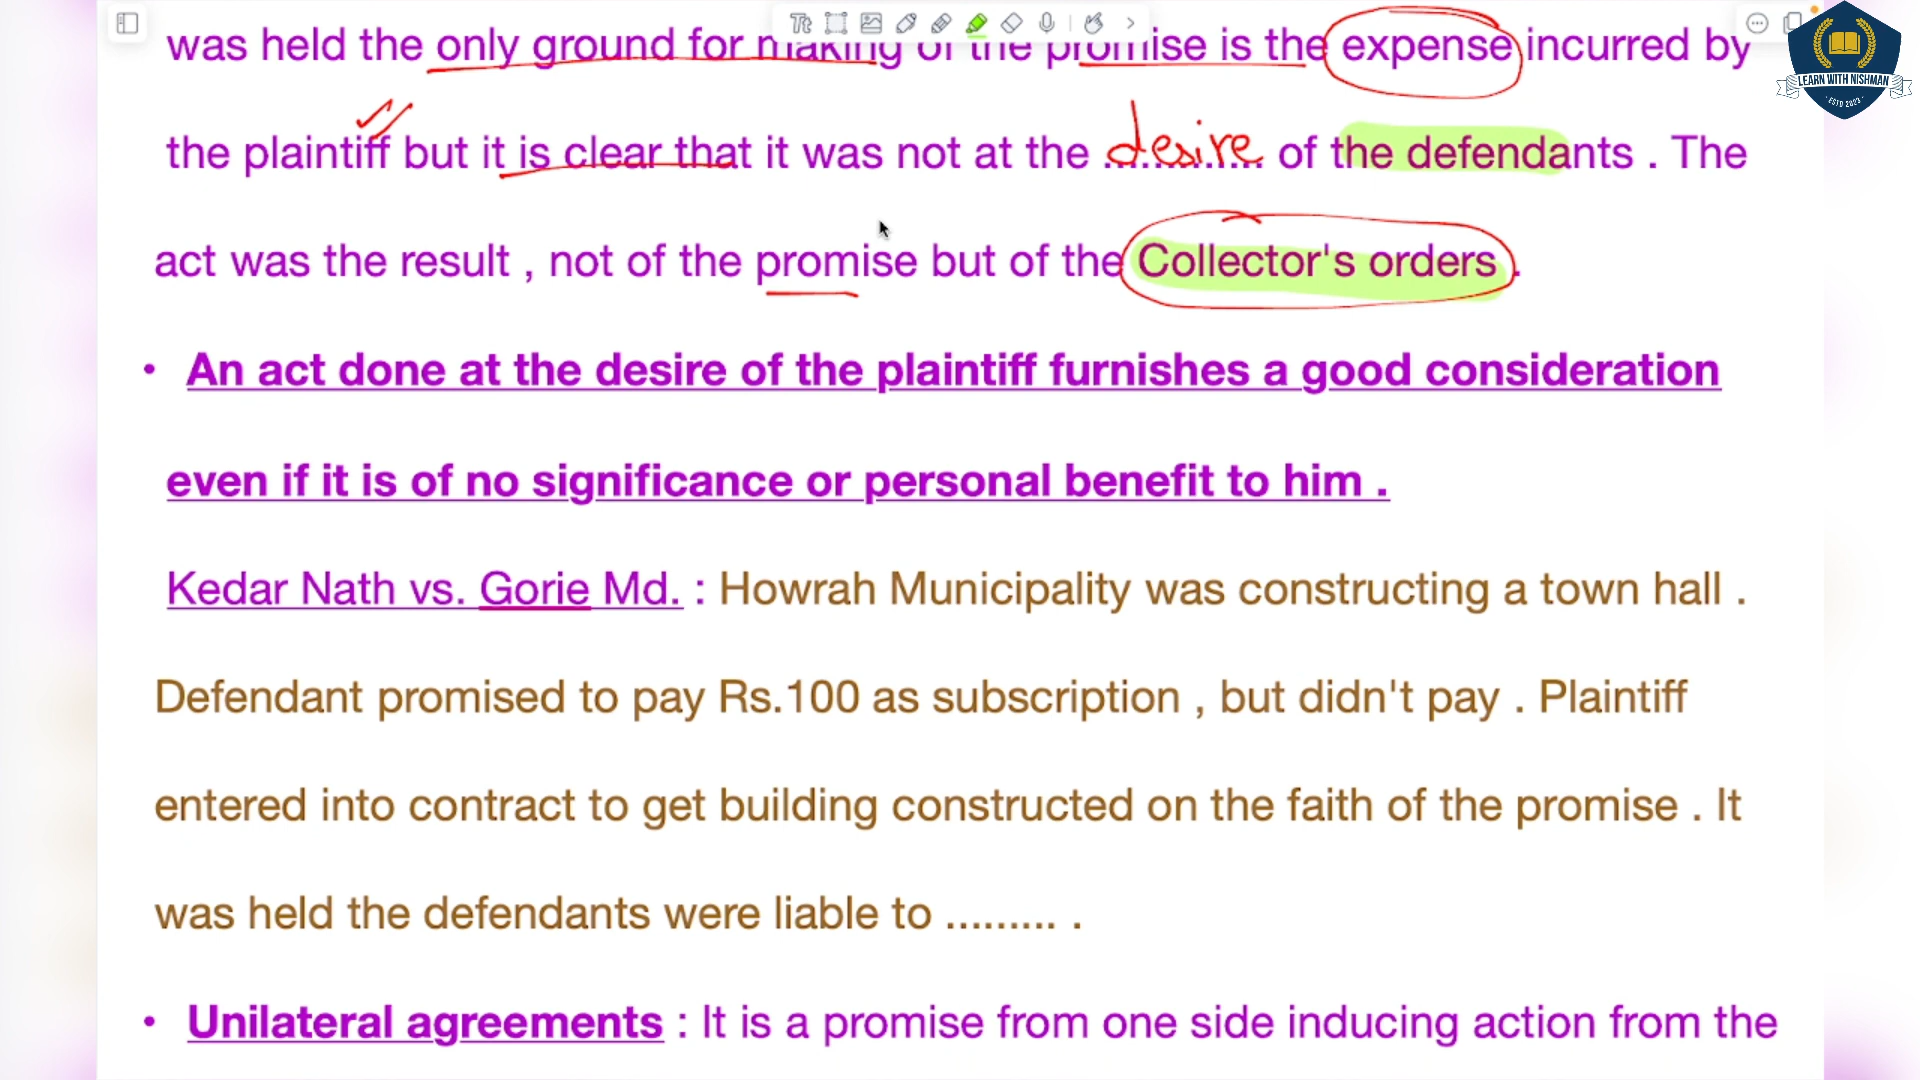 was held the only ground for making of the promise is the expense incurred by
the plaintiff but it is clear that it was not at the desire of the defendants . The
act was the result , not of the promise but of the Collector's orders .
• An act done at the desire of the plaintiff furnishes a good consideration
even if it is of no significance or personal benefit to him .
Kedar Nath vs. Gorie Md. : Howrah Municipality was constructing a town hall .
Defendant promised to pay Rs.100 as subscription , but didn't pay . Plaintiff
entered into contract to get building constructed on the faith of the promise . It
was held the defendants were liable to ......... .
• Unilateral agreements : It is a promise from one side inducing action from the
Tt
LEARN WITH NISHMAN